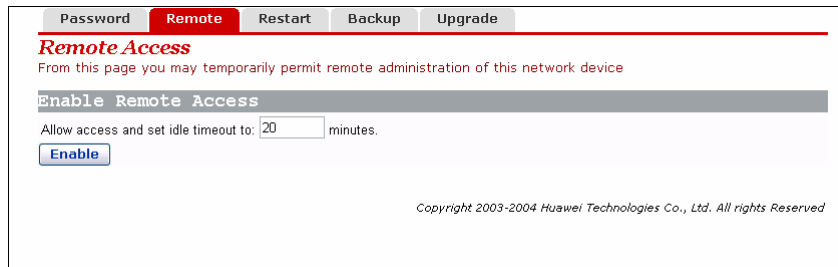 Password Remote Restart Backup Upgrade
Remote Access
From this page you may temporarily permit remote administration of this network device
Enable Remote Access
Allow access and set idle timeout to: 20 minutes.
Enable
Copyright 2003-2004 Huawei Technologies Co., Ltd. All rights Reserved